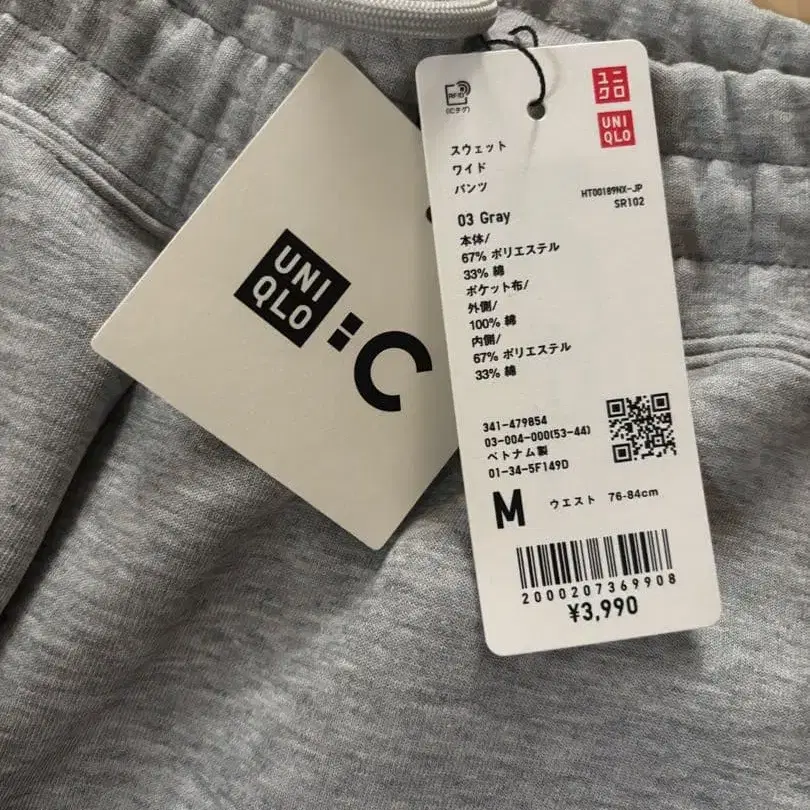 UNI
QLO
:C
RFID
(ICタグ)
ユニ
クロ
UNI
QLO
スウェット
ワイド
パンツ
HT00189NX-JP
SR102
03 Gray
本体/
67% ポリエステル
33% 綿
ポケット布/
外側/
100% 綿
内側/
67% ポリエステル
33% 綿
341-479854
03-004-000(53-44)
ベトナム製
01-34-5F149D
M ウエスト 76-84cm
2000207369908
¥3,990